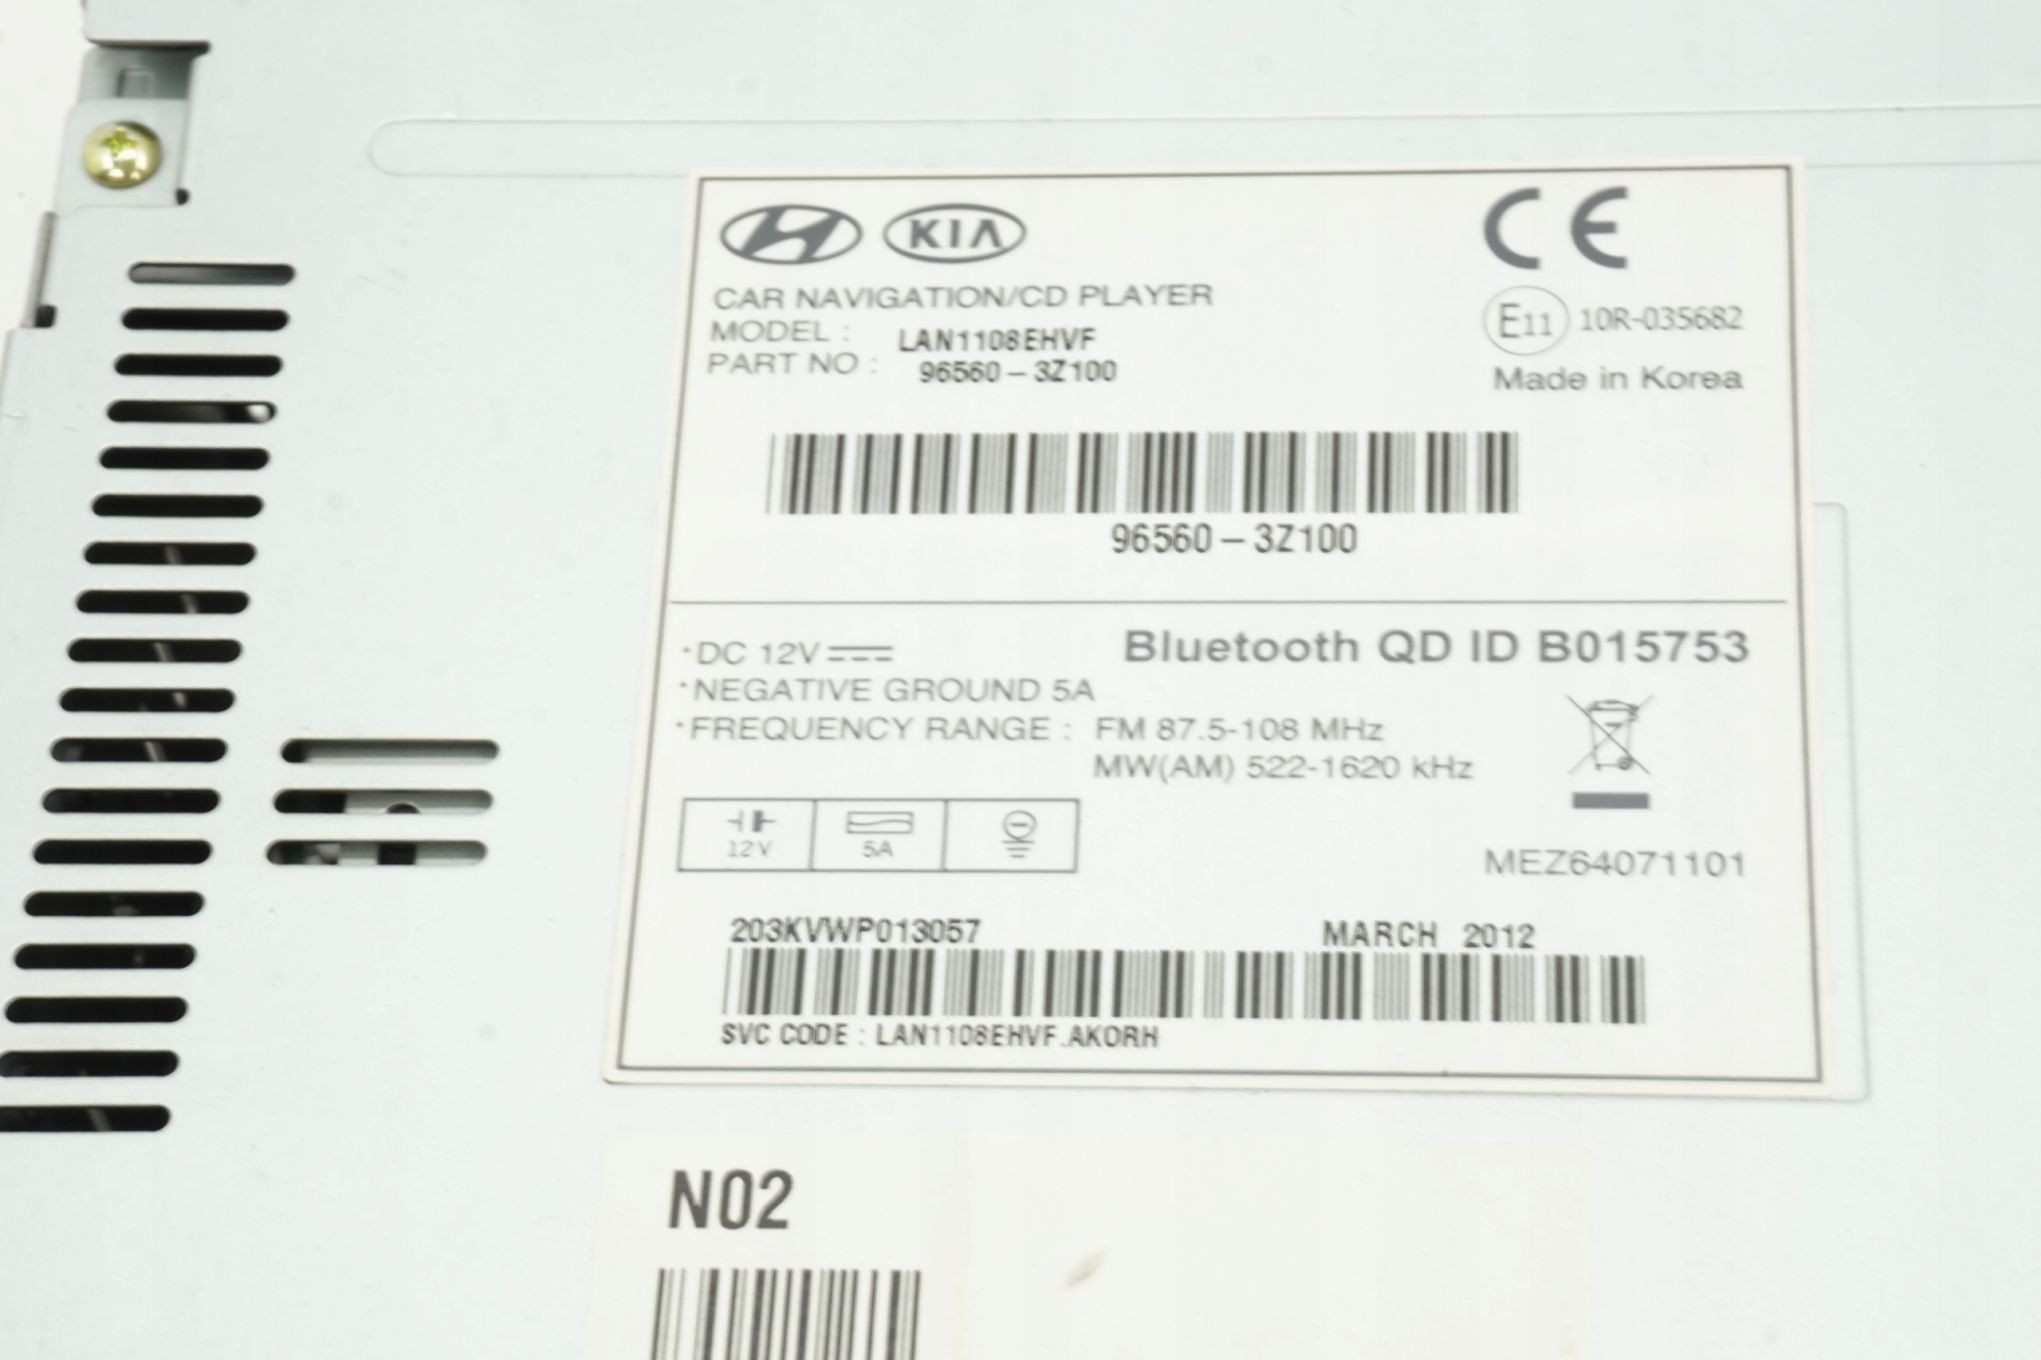 KIA
CE
CAR NAVIGATION/CD PLAYER
MODEL : LAN1108EHVF
PART NO : 96560-3Z100
E11 10R-035682
Made in Korea
96560-3Z100
·DC 12V
Bluetooth QD ID B015753
·NEGATIVE GROUND 5A
·FREQUENCY RANGE : FM 87.5-108 MHz
MW(AM) 522-1620 kHz
12V
5A
MEZ64071101
203KVWP013057
MARCH 2012
SVC CODE : LAN1108EHVF.AKORH
N02